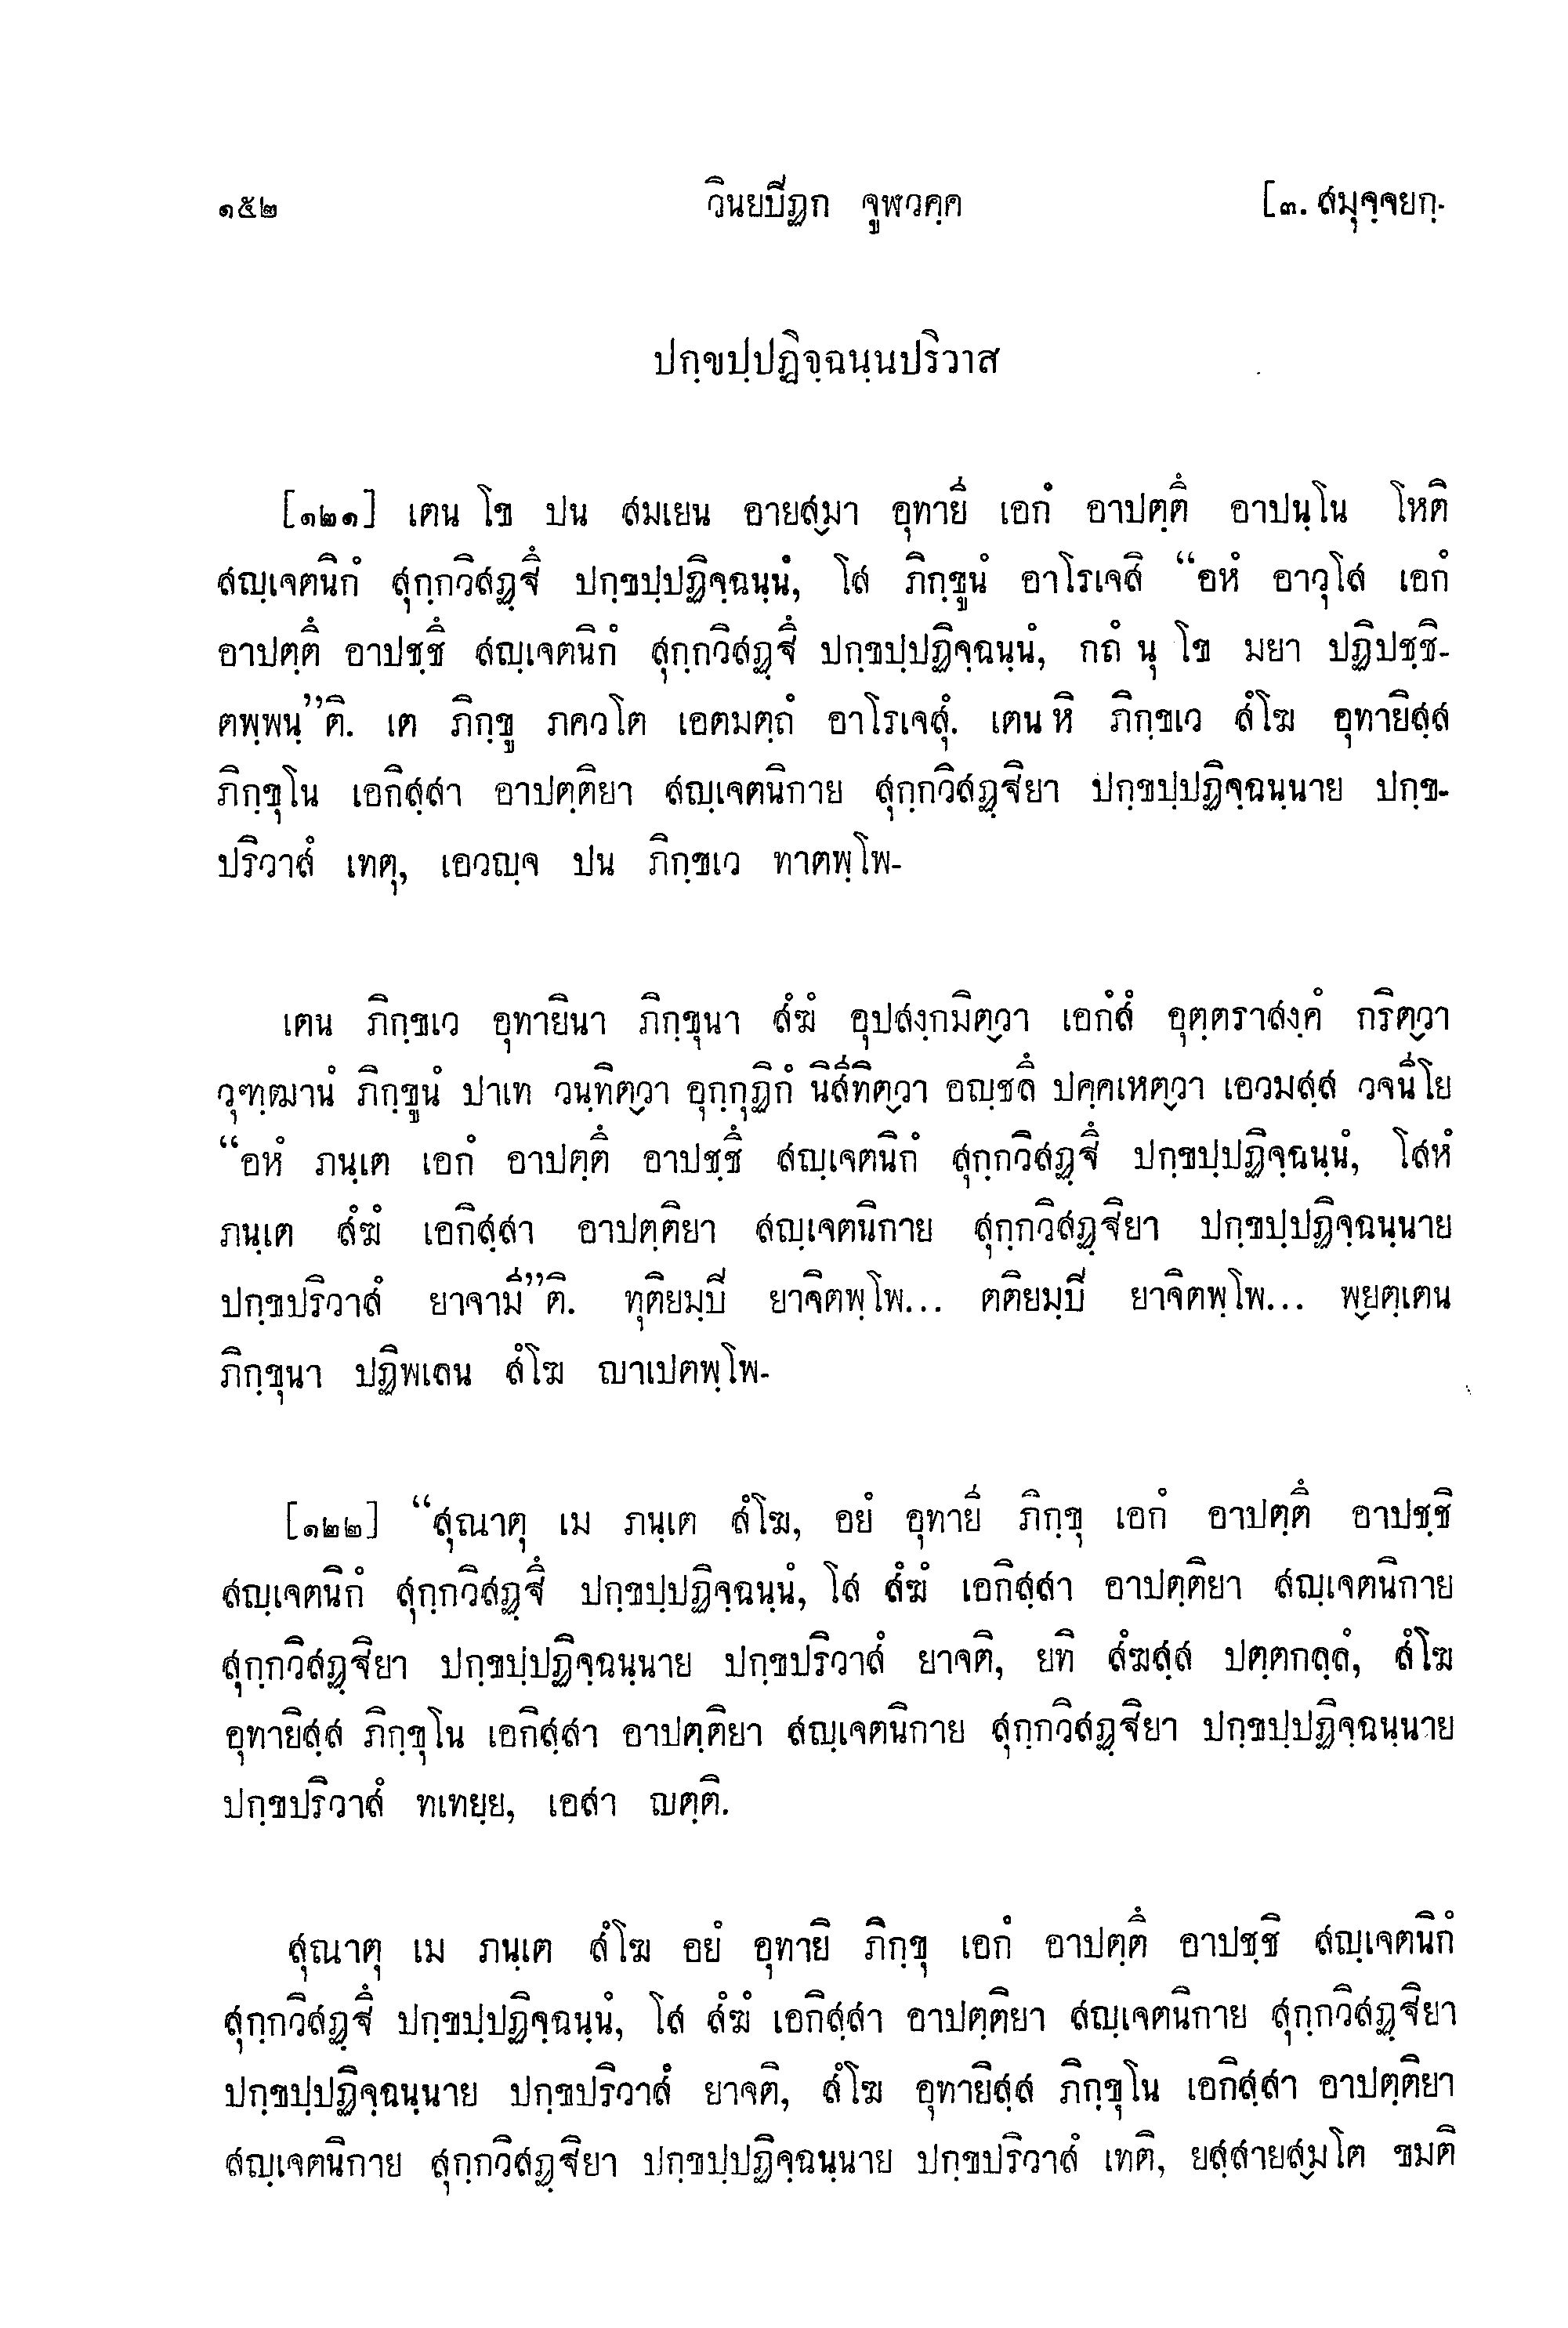 ๑๕๒ วินยปีฏก จูฬวคฺค [๓. สมุจฺจยกฺ-
ปกฺขปฺปฏิจฺฉนฺนปริวาส
[๑๒๑] เตน โข ปน สมเยน อายสฺมา อุทายี เอกํ อาปตฺตึ อาปนฺโน โหติ
สญฺเจตนิกํ สุกฺกวิสฏฺฐึ ปกฺขปฺปฏิจฺฉนฺนํ, โส ภิกฺขูนํ อาโรเจสิ “อหํ อาวุโส เอกํ
อาปตฺตึ อาปชฺชึ สญฺเจตนิกํ สุกฺกวิสฏฺฐึ ปกฺขปฺปฏิจฺฉนฺนํ, กถํ นุ โข มยา ปฏิปชฺชิ-
ตพฺพนฺ”ติ. เต ภิกฺขู ภควโต เอตมตฺถํ อาโรเจสุํ. เตน หิ ภิกฺขเว สํโฆ อุทายิสฺส
ภิกฺขุโน เอกิสฺสา อาปตฺติยา สญฺเจตนิกาย สุกฺกวิสฏฺฐิยา ปกฺขปฺปฏิจฺฉนฺนาย ปกฺข-
ปริวาสํ เทตุ, เอวญฺจ ปน ภิกฺขเว ทาตพฺโพ-
เตน ภิกฺขเว อุทายินา ภิกฺขุนา สํฆํ อุปสงฺกมิตฺวา เอกํสํ อุตฺตราสงฺคํ กริตฺวา
วุฑฺฒานํ ภิกฺขูนํ ปาเท วนฺทิตฺวา อุกฺกุฏิกํ นิสีทิตฺวา อญฺชลึ ปคฺคเหตฺวา เอวมสฺส วจนีโย
“อหํ ภนฺเต เอกํ อาปตฺตึ อาปชฺชึ สญฺเจตนิกํ สุกฺกวิสฏฺฐึ ปกฺขปฺปฏิจฺฉนฺนํ, โสหํ
ภนฺเต สํฆํ เอกิสฺสา อาปตฺติยา สญฺเจตนิกาย สุกฺกวิสฏฺฐิยา ปกฺขปฺปฏิจฺฉนฺนาย
ปกฺขปริวาสํ ยาจามี”ติ. ทุติยมฺปี ยาจิตพฺโพ... ตติยมฺปี ยาจิตพฺโพ... พฺยตฺเตน
ภิกฺขุนา ปฏิพเลน สํโฆ ญาเปตพฺโพ-
[๑๒๒] “สุณาตุ เม ภนฺเต สํโฆ, อยํ อุทายี ภิกฺขุ เอกํ อาปตฺตึ อาปชฺชิ
สญฺเจตนิกํ สุกฺกวิสฏฺฐึ ปกฺขปฺปฏิจฺฉนฺนํ, โส สํฆํ เอกิสฺสา อาปตฺติยา สญฺเจตนิกาย
สุกฺกวิสฏฺฐิยา ปกฺขปฺปฏิจฺฉนฺนาย ปกฺขปริวาสํ ยาจติ, ยทิ สํฆสฺส ปตฺตกลฺลํ, สํโฆ
อุทายิสฺส ภิกฺขุโน เอกิสฺสา อาปตฺติยา สญฺเจตนิกาย สุกฺกวิสฏฺฐิยา ปกฺขปฺปฏิจฺฉนฺนาย
ปกฺขปริวาสํ ทเทยฺย, เอสา ญตฺติ.
สุณาตุ เม ภนฺเต สํโฆ อยํ อุทายิ ภิกฺขุ เอกํ อาปตฺตึ อาปชฺชิ สญฺเจตนิกํ
สุกฺกวิสฏฺฐึ ปกฺขปฺปฏิจฺฉนฺนํ, โส สํฆํ เอกิสฺสา อาปตฺติยา สญฺเจตนิกาย สุกฺกวิสฏฺฐิยา
ปกฺขปฺปฏิจฺฉนฺนาย ปกฺขปริวาสํ ยาจติ, สํโฆ อุทายิสฺส ภิกฺขุโน เอกิสฺสา อาปตฺติยา
สญฺเจตนิกาย สุกฺกวิสฏฺฐิยา ปกฺขปฺปฏิจฺฉนฺนาย ปกฺขปริวาสํ เทติ, ยสฺสายสฺมโต ขมติ